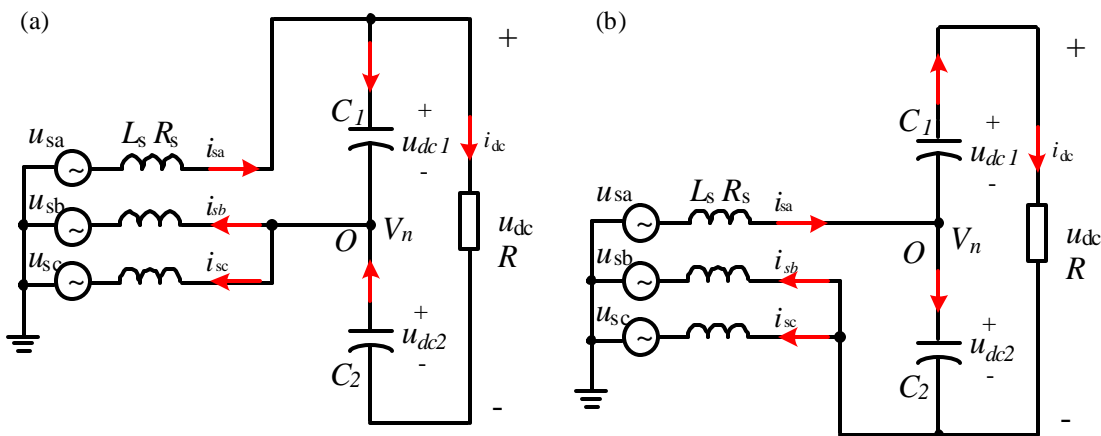 (a)
+
C1
+
usa
Ls Rs
isa
udc1
idc
-
usb
isb
O
Vn
udc
R
usc
isc
+
udc2
C2
-
-
(b)
+
C1
+
udc1
idc
-
usa
Ls Rs
isa
O
Vn
udc
R
usb
isb
usc
isc
+
udc2
C2
-
-